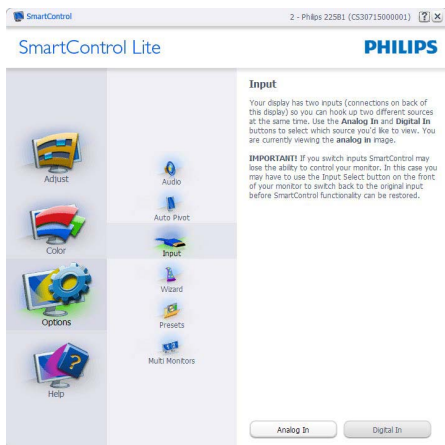 SmartControl
2 - Philips 225B1 (CS30715000001)
SmartControl Lite
PHILIPS
Adjust
Color
Options
Help
Audio
Auto Pivot
Input
Wizard
Presets
Multi Monitors
Input
Your display has two inputs (connections on back of
this display) so you can hook up two different sources
at the same time. Use the Analog In and Digital In
buttons to select which source you'd like to view. You
are currently viewing the analog in image.
IMPORTANT! If you switch inputs SmartControl may
lose the ability to control your monitor. In this case you
may have to use the Input Select button on the front
of your monitor to switch back to the original input
before SmartControl functionality can be restored.
Analog In
Digital In